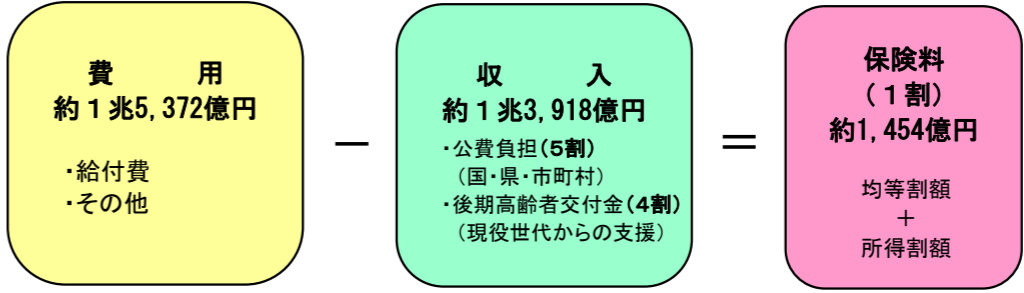 費　　　用
約１兆5,372億円
・給付費
・その他
－
収　　　入
約１兆3,918億円
・公費負担(5割)
（国・県・市町村）
・後期高齢者交付金(4割)
（現役世代からの支援）
＝
保険料
(１割)
約1,454億円
均等割額
＋
所得割額